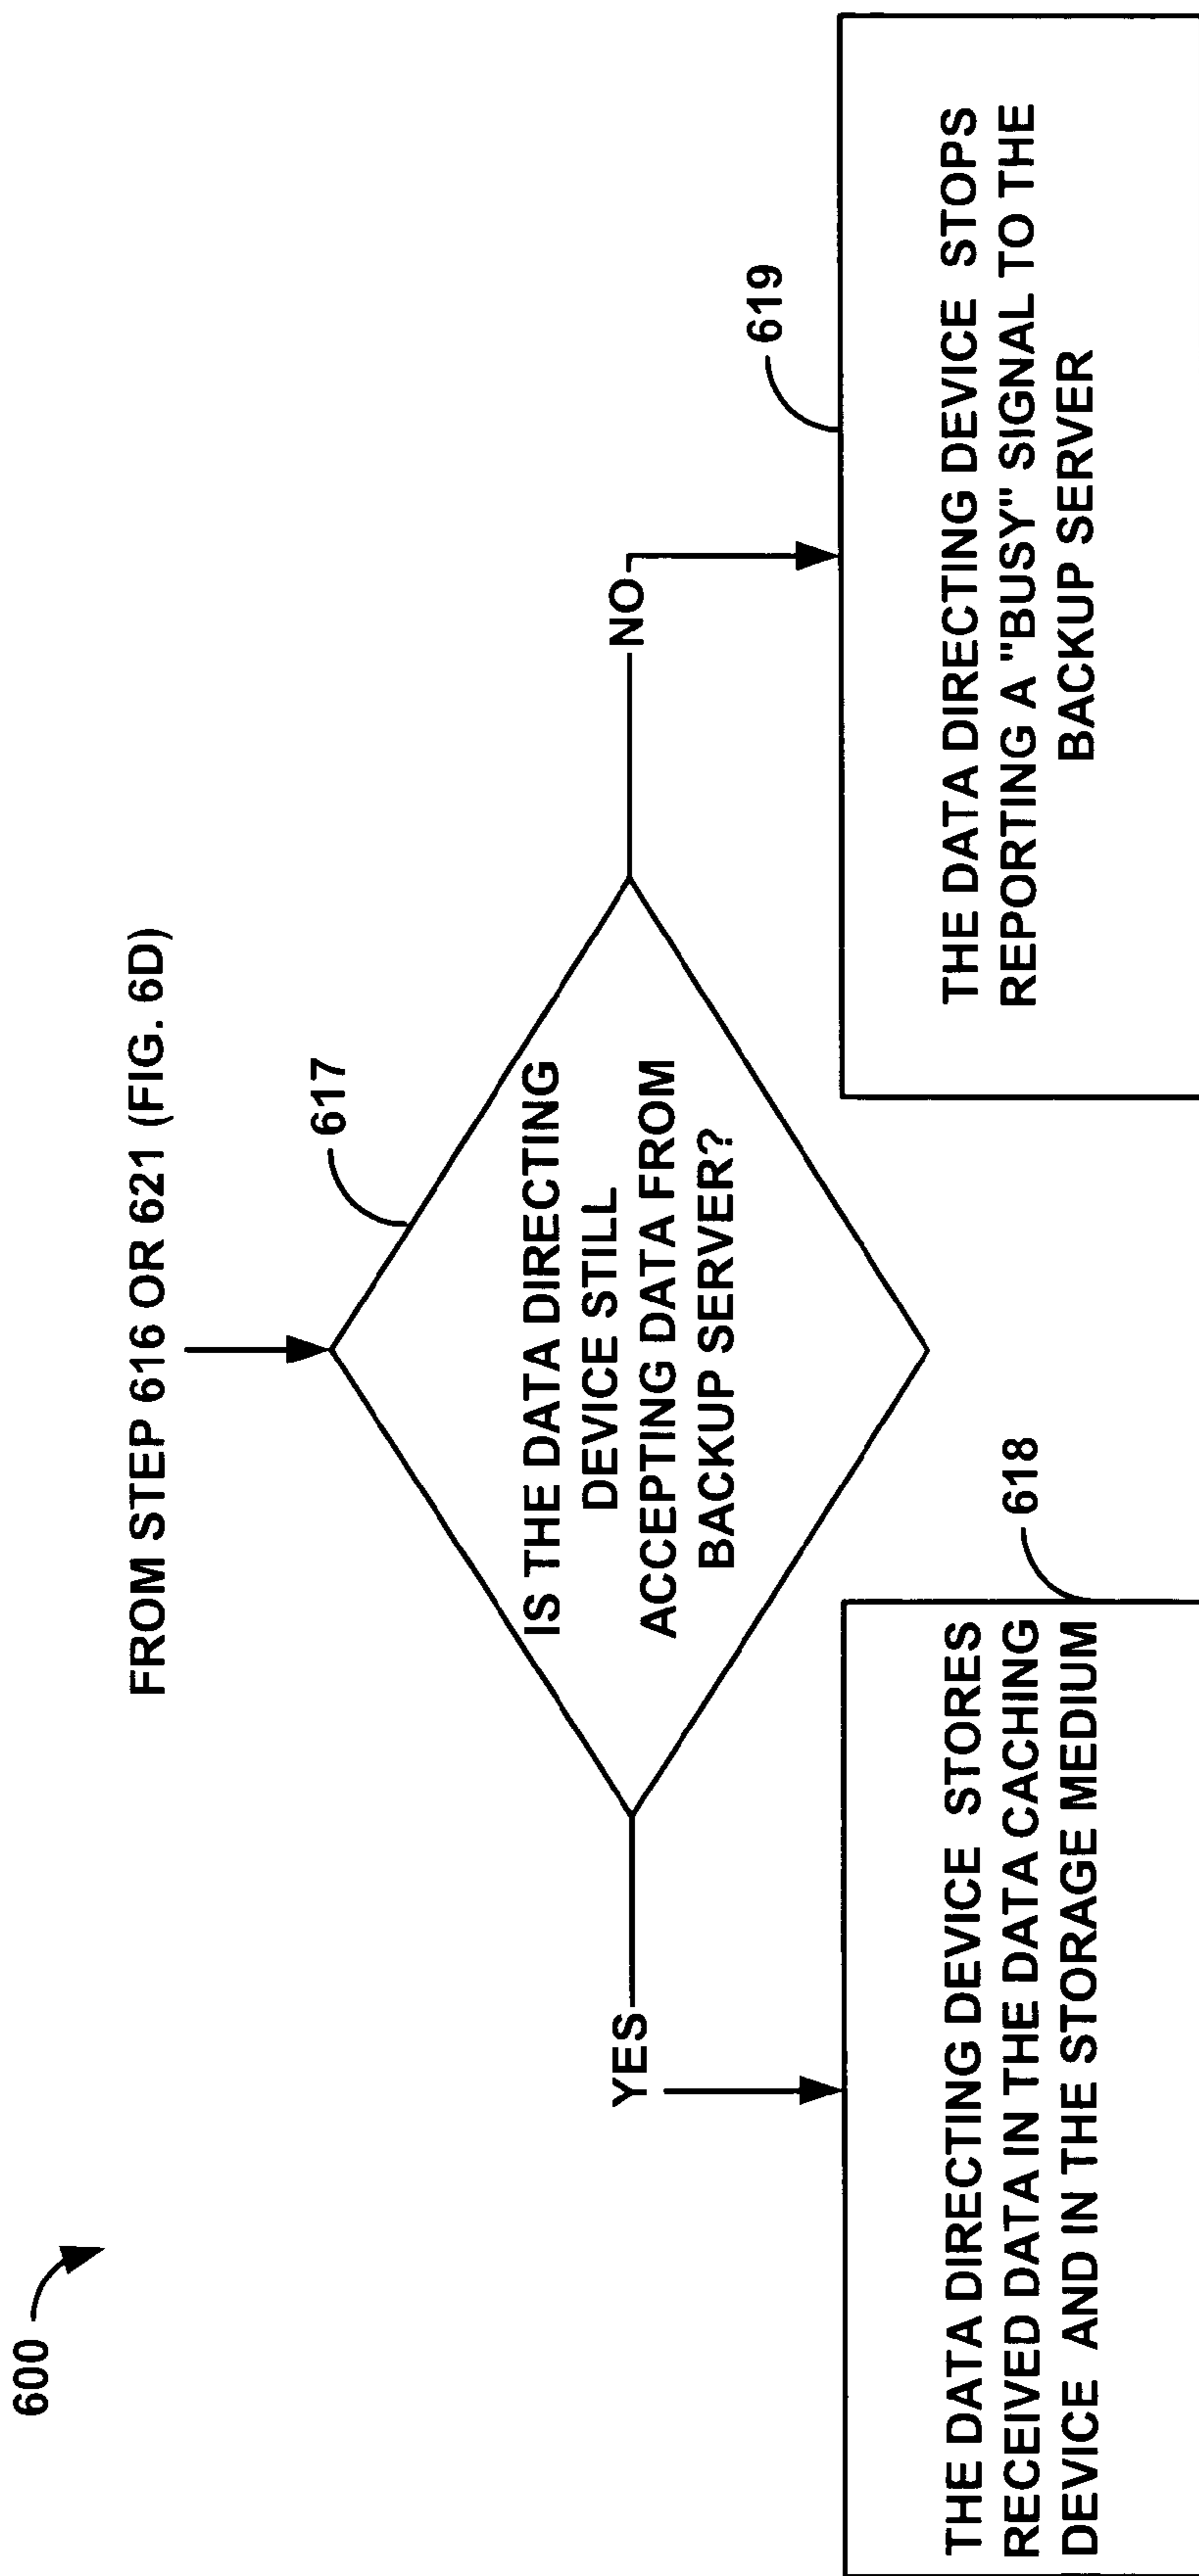 600
FROM STEP 616 OR 621 (FIG. 6D)
617
IS THE DATA DIRECTING
DEVICE STILL
ACCEPTING DATA FROM
BACKUP SERVER?
YES
NO
618
THE DATA DIRECTING DEVICE STORES
RECEIVED DATA IN THE DATA CACHING
DEVICE AND IN THE STORAGE MEDIUM
619
THE DATA DIRECTING DEVICE STOPS
REPORTING A "BUSY" SIGNAL TO THE
BACKUP SERVER